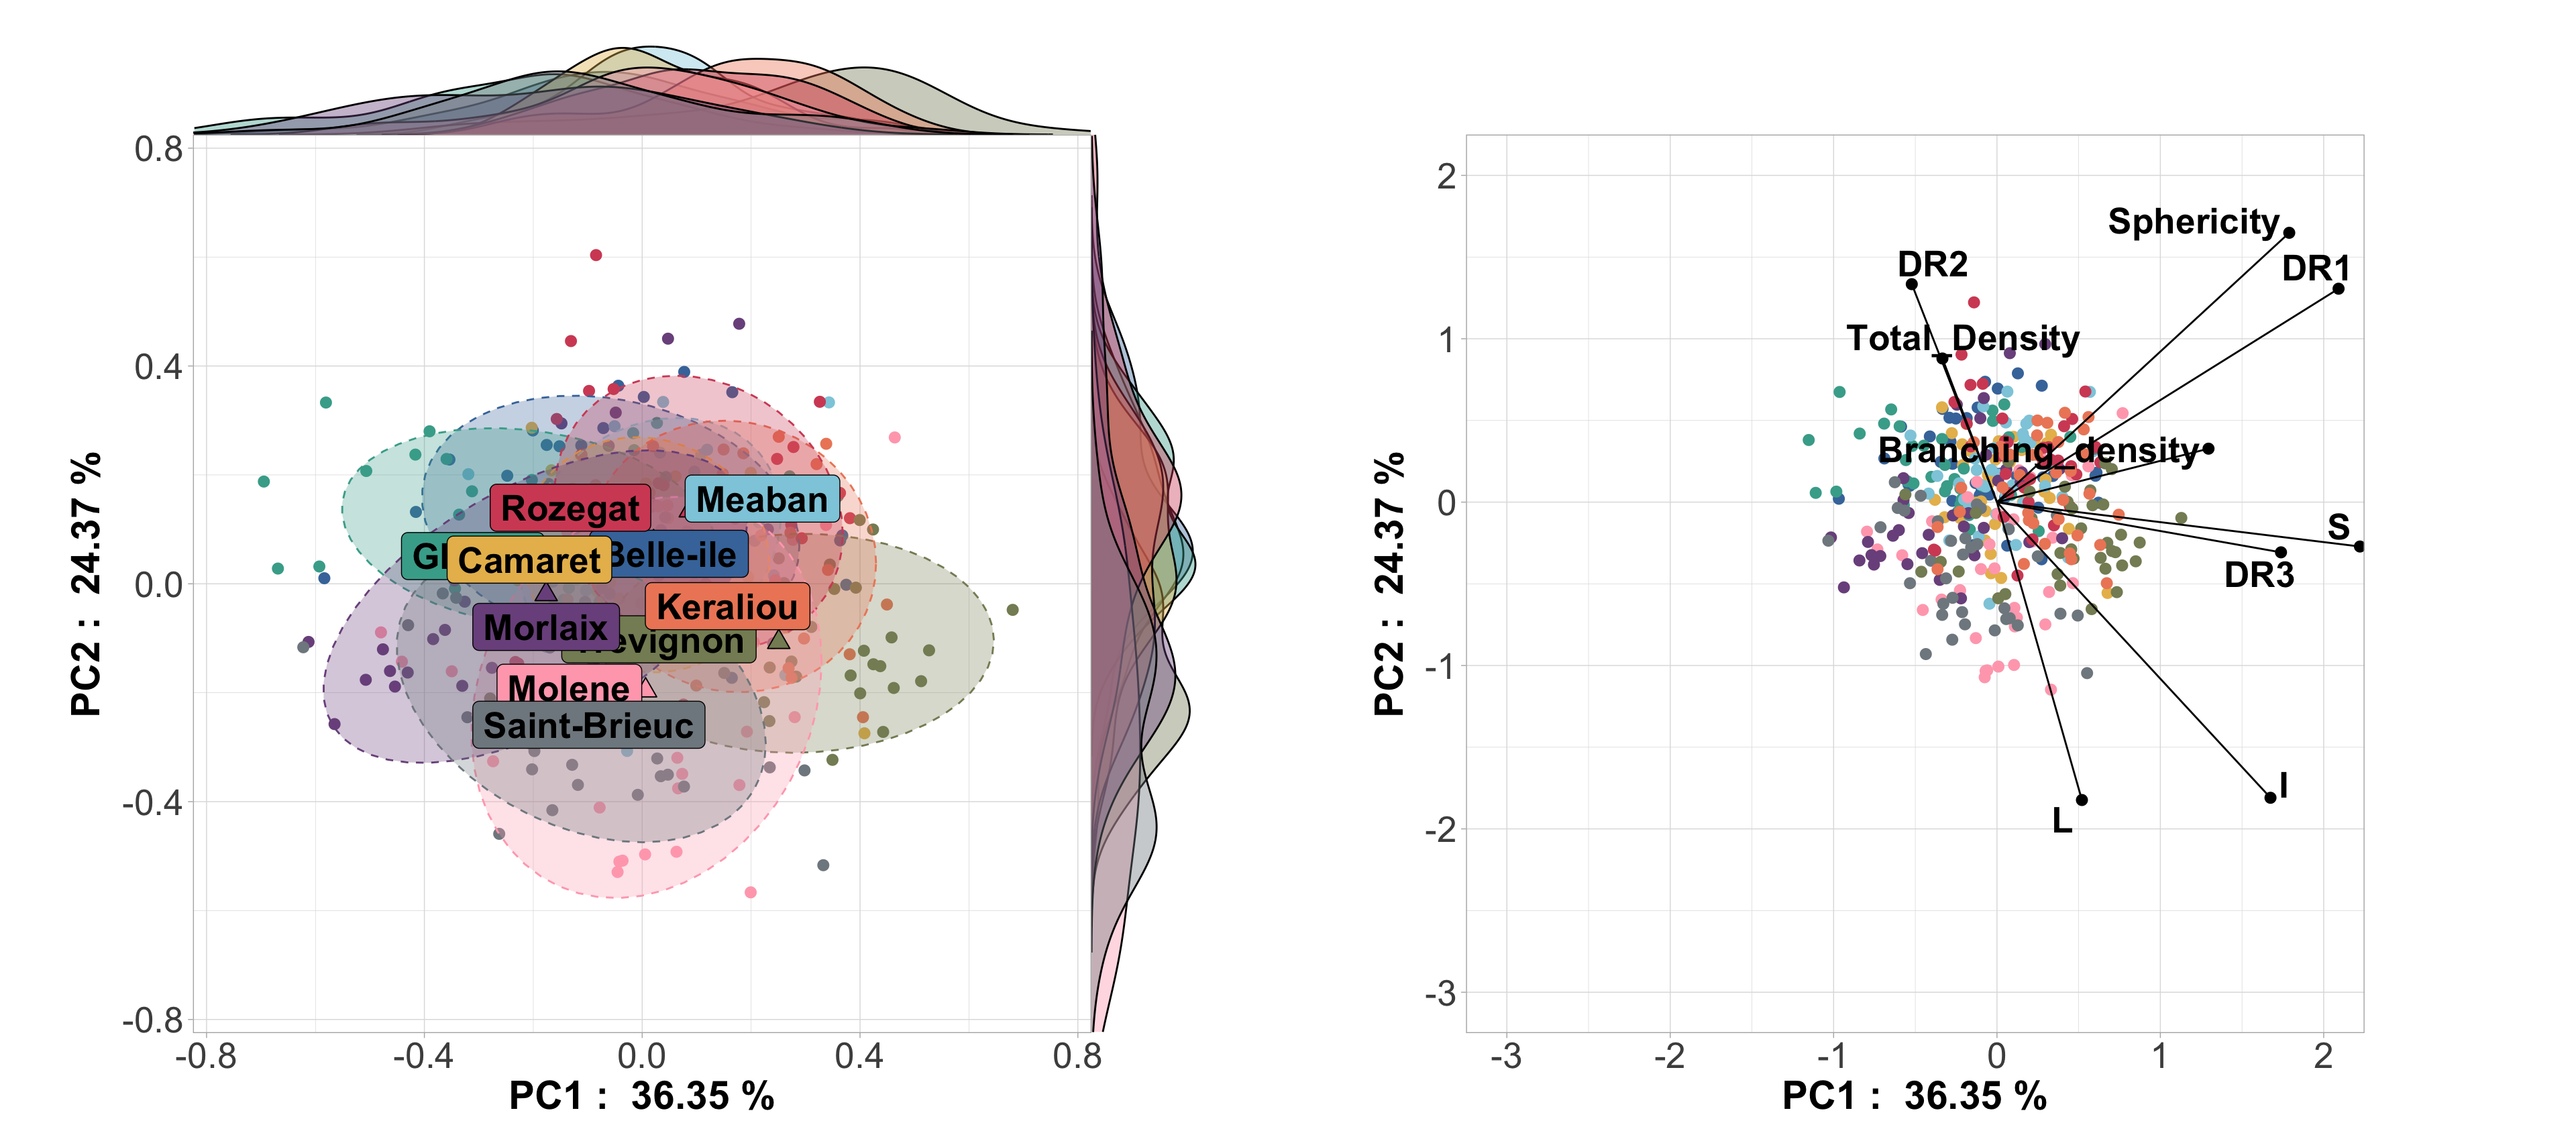 0.8
0.4
0.0
-0.4
-0.8
-0.8
-0.4
0.0
0.4
0.8
PC2 : 24.37 %
PC1 : 36.35 %
Rozegat
Meaban
Camaret
Belle-ile
Keraliou
Morlaix
Molene
Saint-Brieuc
2
1
0
-1
-2
-3
-3
-2
-1
0
1
2
PC2 : 24.37 %
PC1 : 36.35 %
Sphericity
DR1
DR2
Total_Density
Branching_density
S
DR3
I
L